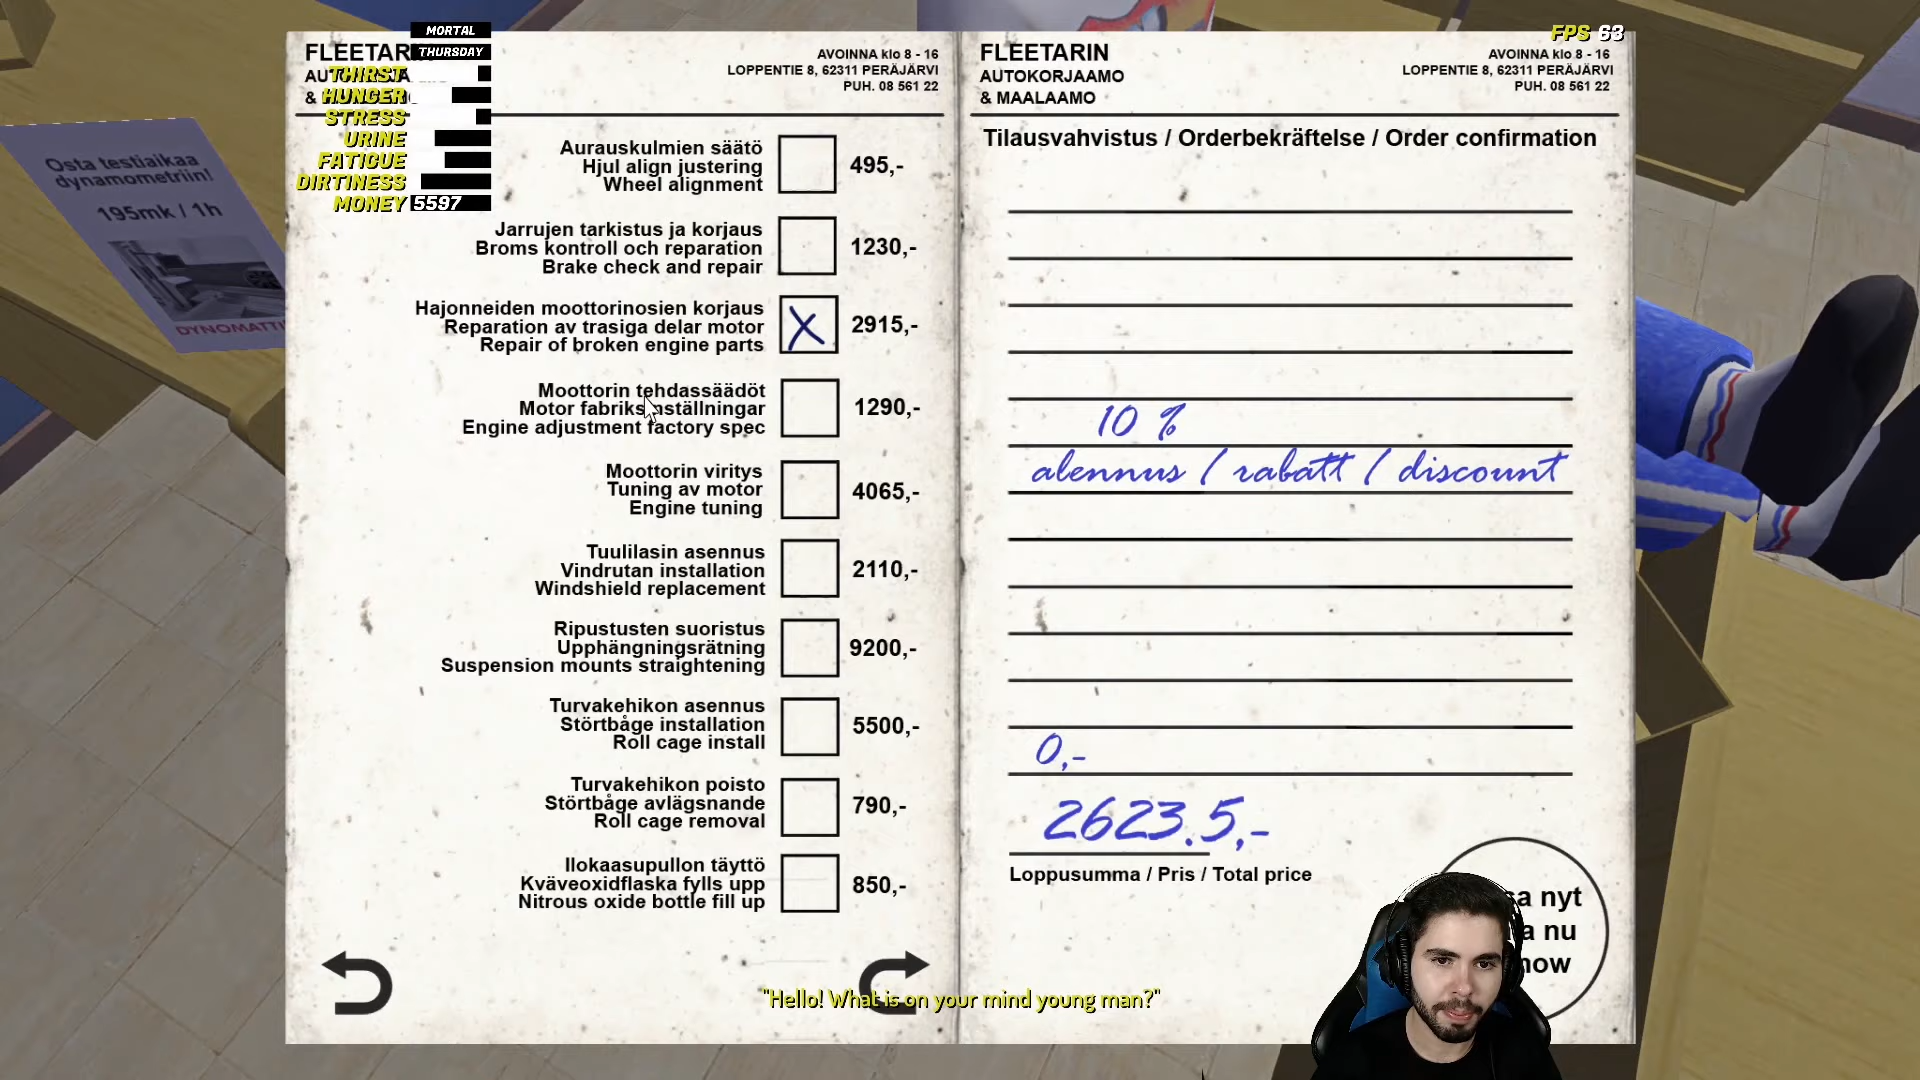 MORTAL
THURSDAY
THIRST
HUNGER
STRESS
URINE
FATIGUE
DIRTINESS
MONEY 5597
FPS 63
Osta testiaikaa
dynamometriin!
195mk / 1h
FLEETAR
AVOINNA klo 8 - 16
LOPPENTIE 8, 62311 PERÄJÄRVI
PUH. 08 561 22
Aurauskulmien säätö
Hjul align justering
Wheel alignment
495,-
Jarrujen tarkistus ja korjaus
Broms kontroll och reparation
Brake check and repair
1230,-
Hajonneiden moottorinosien korjaus
Reparation av trasiga delar motor
Repair of broken engine parts
X
2915,-
Moottorin tehdassäädöt
Motor fabriksinställningar
Engine adjustment factory spec
1290,-
Moottorin viritys
Tuning av motor
Engine tuning
4065,-
Tuulilasin asennus
Vindrutan installation
Windshield replacement
2110,-
Ripustusten suoristus
Upphängningsrätning
Suspension mounts straightening
9200,-
Turvakehikon asennus
Störtbåge installation
Roll cage install
5500,-
Turvakehikon poisto
Störtbåge avlägsnande
Roll cage removal
790,-
Ilokaasupullon täyttö
Kväveoxidflaska fylls upp
Nitrous oxide bottle fill up
850,-
FLEETARIN
AUTOKORJAAMO
& MAALAAMO
AVOINNA klo 8 - 16
LOPPENTIE 8, 62311 PERÄJÄRVI
PUH. 08 561 22
Tilausvahvistus / Orderbekräftelse / Order confirmation
10 %
alennus / rabatt / discount
0,-
2623.5,-
Loppusumma / Pris / Total price
nyt
nu
"Hello! What is on your mind young man?"